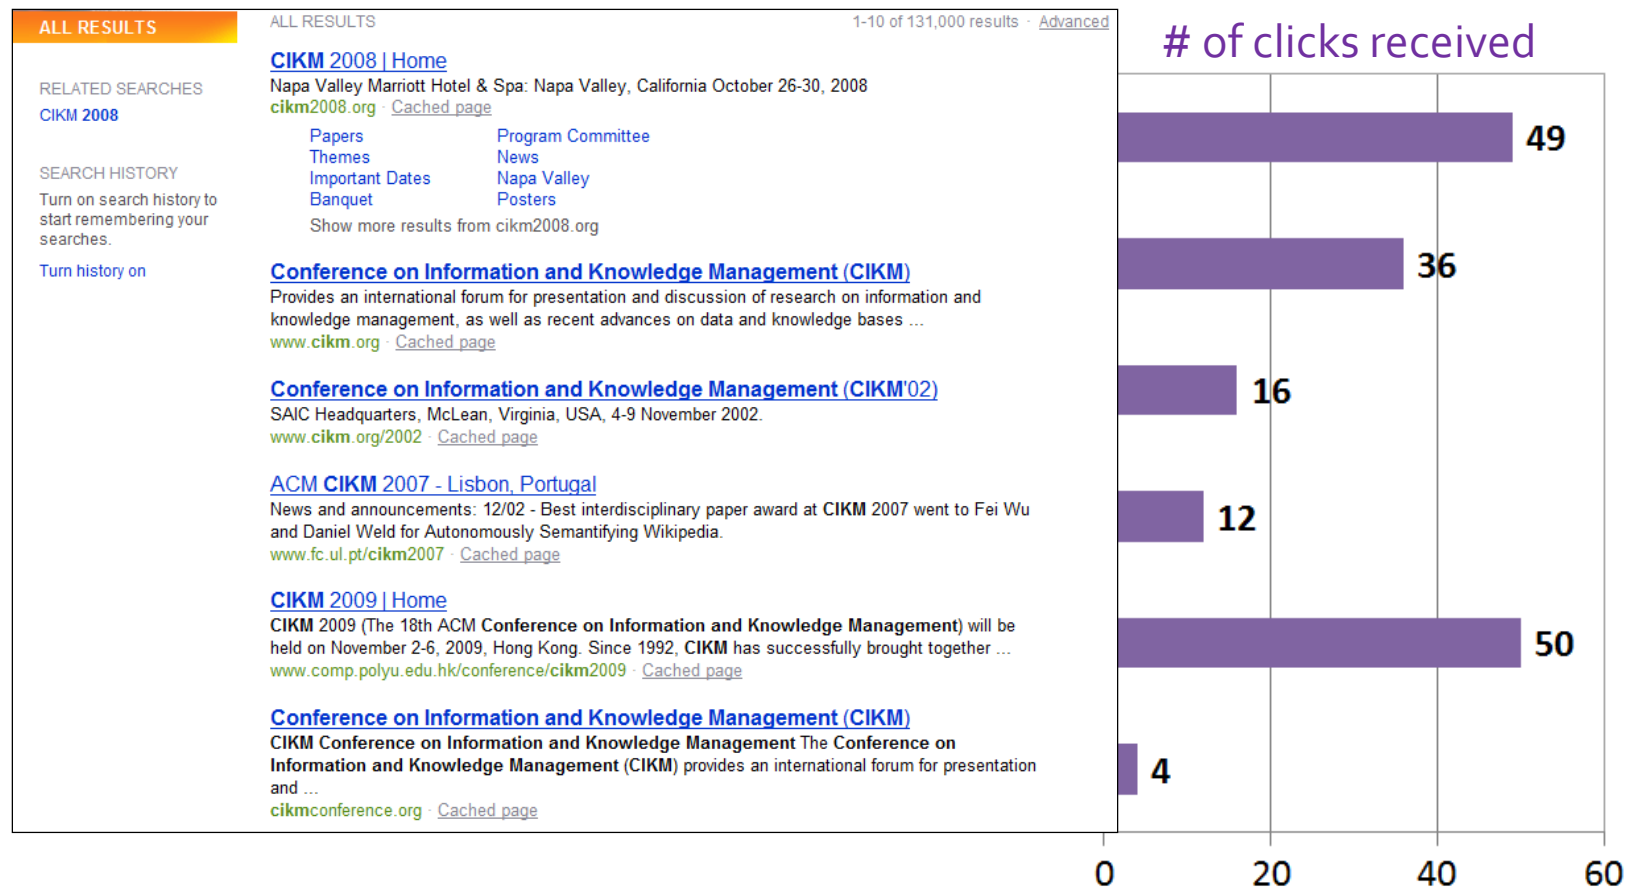 ALL RESULTS
RELATED SEARCHES
CIKM 2008
SEARCH HISTORY
Turn on search history to
start remembering your
searches.
Turn history on
ALL RESULTS
1-10 of 131,000 results · Advanced
CIKM 2008 | Home
Napa Valley Marriott Hotel & Spa: Napa Valley, California October 26-30, 2008
cikm2008.org · Cached page
Papers Program Committee
Themes News
Important Dates Napa Valley
Banquet Posters
Show more results from cikm2008.org
Conference on Information and Knowledge Management (CIKM)
Provides an international forum for presentation and discussion of research on information and
knowledge management, as well as recent advances on data and knowledge bases ...
www.cikm.org · Cached page
Conference on Information and Knowledge Management (CIKM'02)
SAIC Headquarters, McLean, Virginia, USA, 4-9 November 2002.
www.cikm.org/2002 · Cached page
ACM CIKM 2007 - Lisbon, Portugal
News and announcements: 12/02 - Best interdisciplinary paper award at CIKM 2007 went to Fei Wu
and Daniel Weld for Autonomously Semantifying Wikipedia.
www.fc.ul.pt/cikm2007 · Cached page
CIKM 2009 | Home
CIKM 2009 (The 18th ACM Conference on Information and Knowledge Management) will be
held on November 2-6, 2009, Hong Kong. Since 1992, CIKM has successfully brought together ...
www.comp.polyu.edu.hk/conference/cikm2009 · Cached page
Conference on Information and Knowledge Management (CIKM)
CIKM Conference on Information and Knowledge Management The Conference on
Information and Knowledge Management (CIKM) provides an international forum for presentation
and ...
cikmconference.org · Cached page
# of clicks received
49
36
16
12
50
4
0 20 40 60